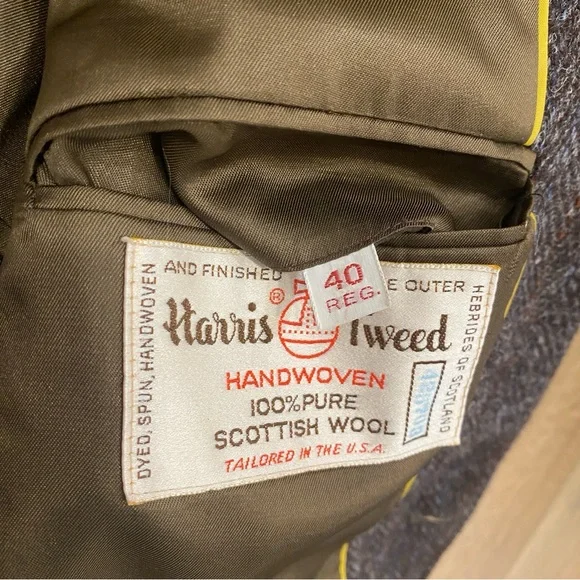 AND FINISHED
E OUTER
DYED, SPUN, HANDWOVEN
HEBRIDES OF SCOTLAND
40
REG.
®
Harris Tweed
HANDWOVEN
100% PURE
SCOTTISH WOOL
TAILORED IN THE U.S.A.